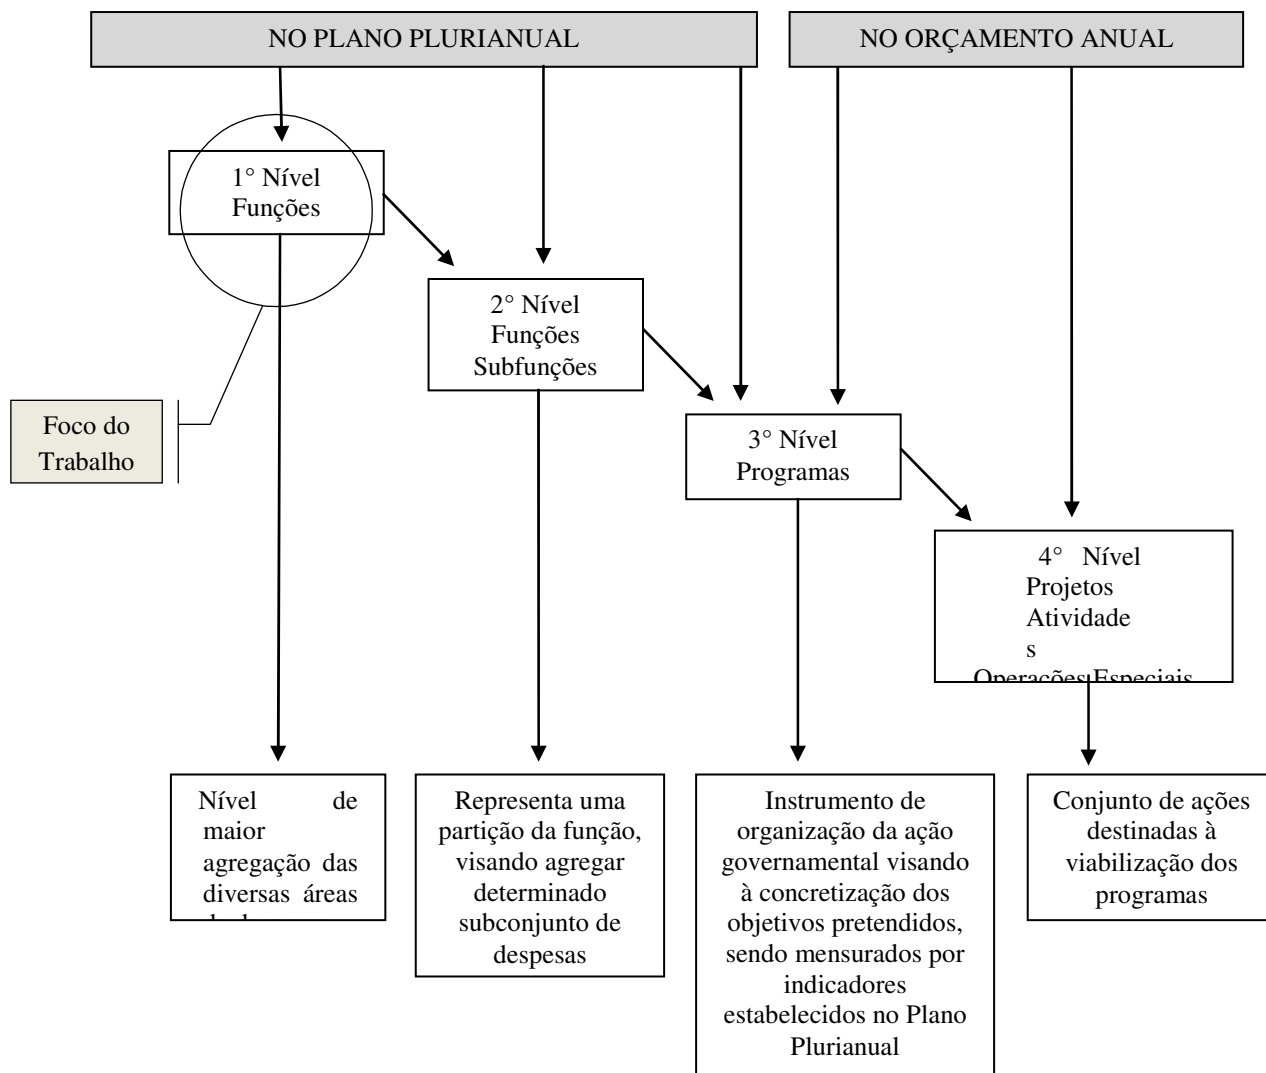 NO PLANO PLURIANUAL
NO ORÇAMENTO ANUAL
1° Nível
Funções
2° Nível
Funções
Subfunções
Foco do
Trabalho
3° Nível
Programas
4° Nível
Projetos
Atividade
s
Operações Especiais
Nível de
maior
agregação das
diversas áreas
Representa uma
partição da função,
visando agregar
determinado
subconjunto de
despesas
Instrumento de
organização da ação
governamental visando
à concretização dos
objetivos pretendidos,
sendo mensurados por
indicadores
estabelecidos no Plano
Plurianual
Conjunto de ações
destinadas à
viabilização dos
programas